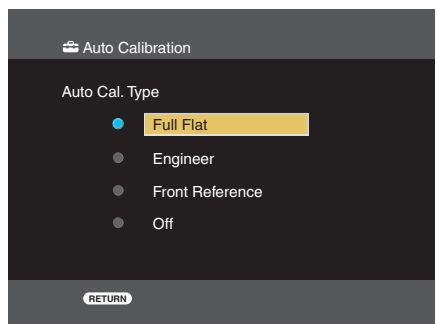 Auto Calibration
Auto Cal. Type
Full Flat
Engineer
Front Reference
Off
RETURN